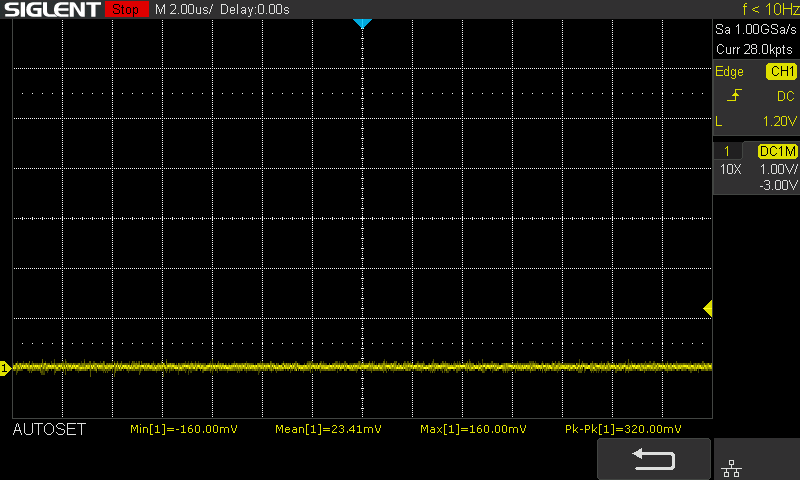 SIGLENT Stop M 2.00us/ Delay:0.00s f < 10Hz
Sa 1.00GSa/s
Curr 28.0kpts
Edge CH1
DC
L 1.20V
1 DC1M
10X 1.00V/
-3.00V
1
AUTOSET Min[1]=-160.00mV Mean[1]=23.41mV Max[1]=160.00mV Pk-Pk[1]=320.00mV